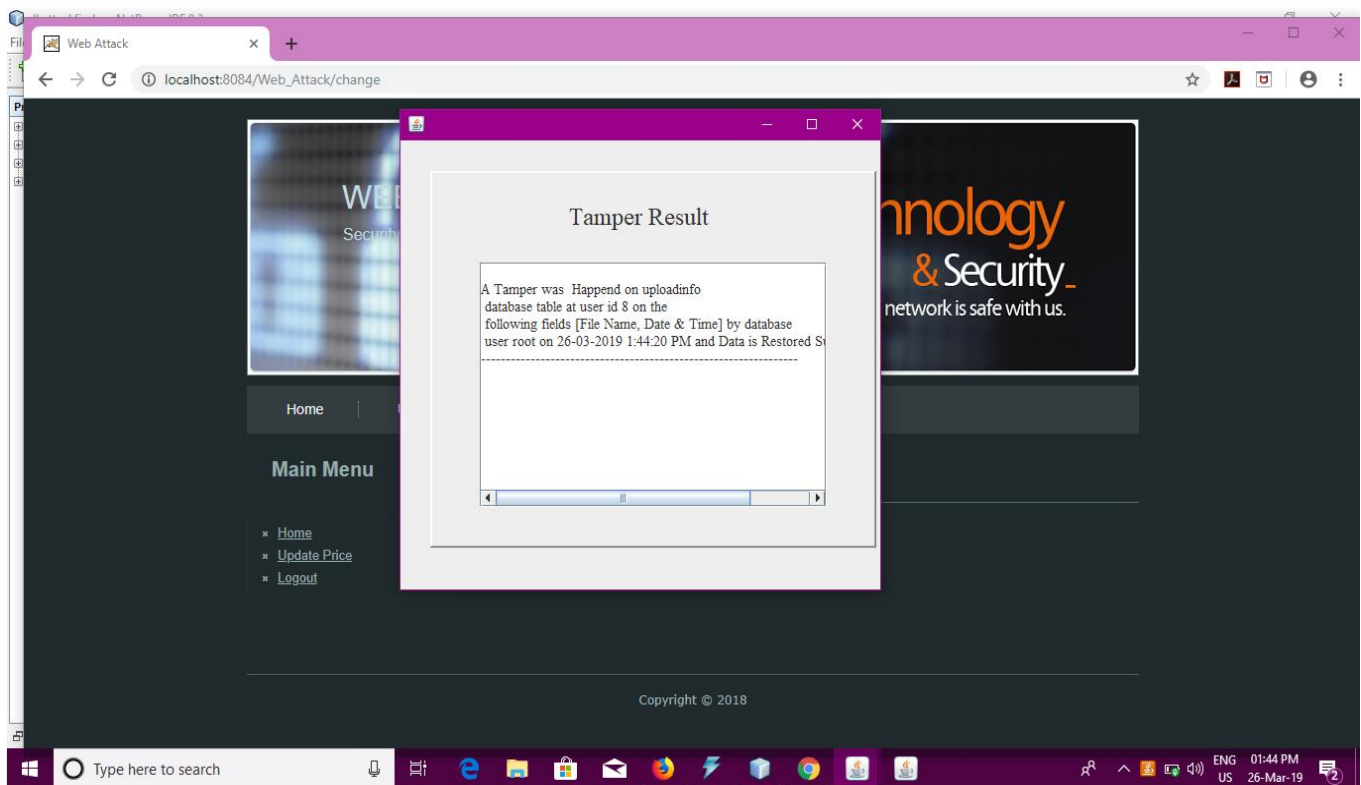 Web Attack
localhost:8084/Web_Attack/change
Tamper Result
A Tamper was Happend on uploadinfo
database table at user id 8 on the
following fields [File Name, Date & Time] by database
user root on 26-03-2019 1:44:20 PM and Data is Restored
-----------------------------------------------------------------
Security
hnology
& Security_
network is safe with us.
Home
Main Menu
Home
Update Price
Logout
Copyright © 2018
Type here to search
ENG
US
01:44 PM
26-Mar-19
2